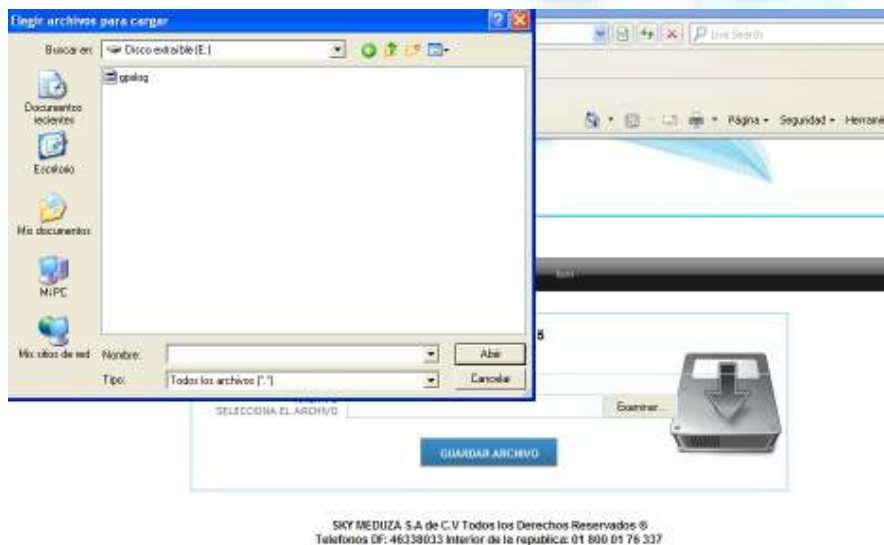 Elegir archivos para cargar
Buscar en: Disco extraíble (E:)
Live Search
gpslog
Documentos recientes
Escritorio
Mis documentos
Mi PC
Mis sitios de red
Página Seguridad
Nombre: Abrir
Tipo: Todos los archivos (*.*) Cancelar
SELECCIONA EL ARCHIVO Examinar...
GUARDAR ARCHIVO
SKY MEDUZA S.A de C.V Todos los Derechos Reservados ®
Telefonos DF: 46338033 Interior de la republica: 01 800 01 76 337